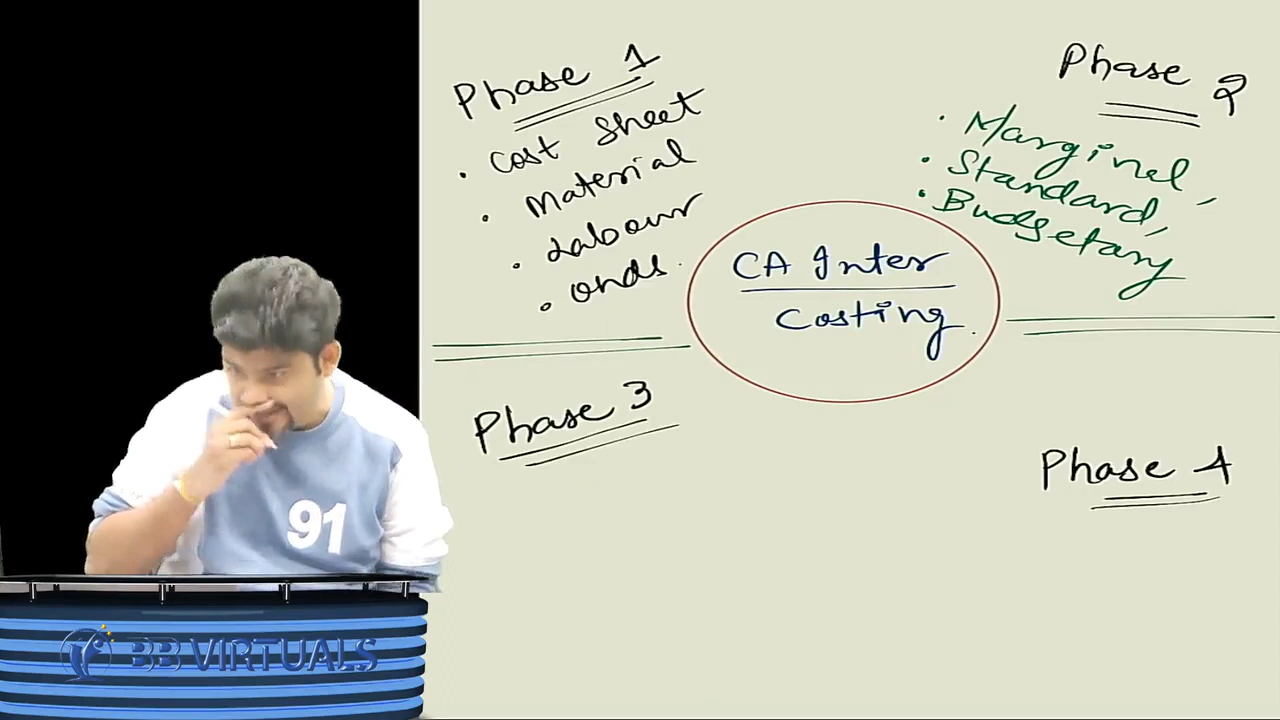 Phase 1
• Cost Sheet
• Material
• Labour
• OHDs.
Phase 2
• Marginal,
• Standard,
• Budgetary
CA Inter
Costing.
Phase 3
Phase 4
91
BB VIRTUALS